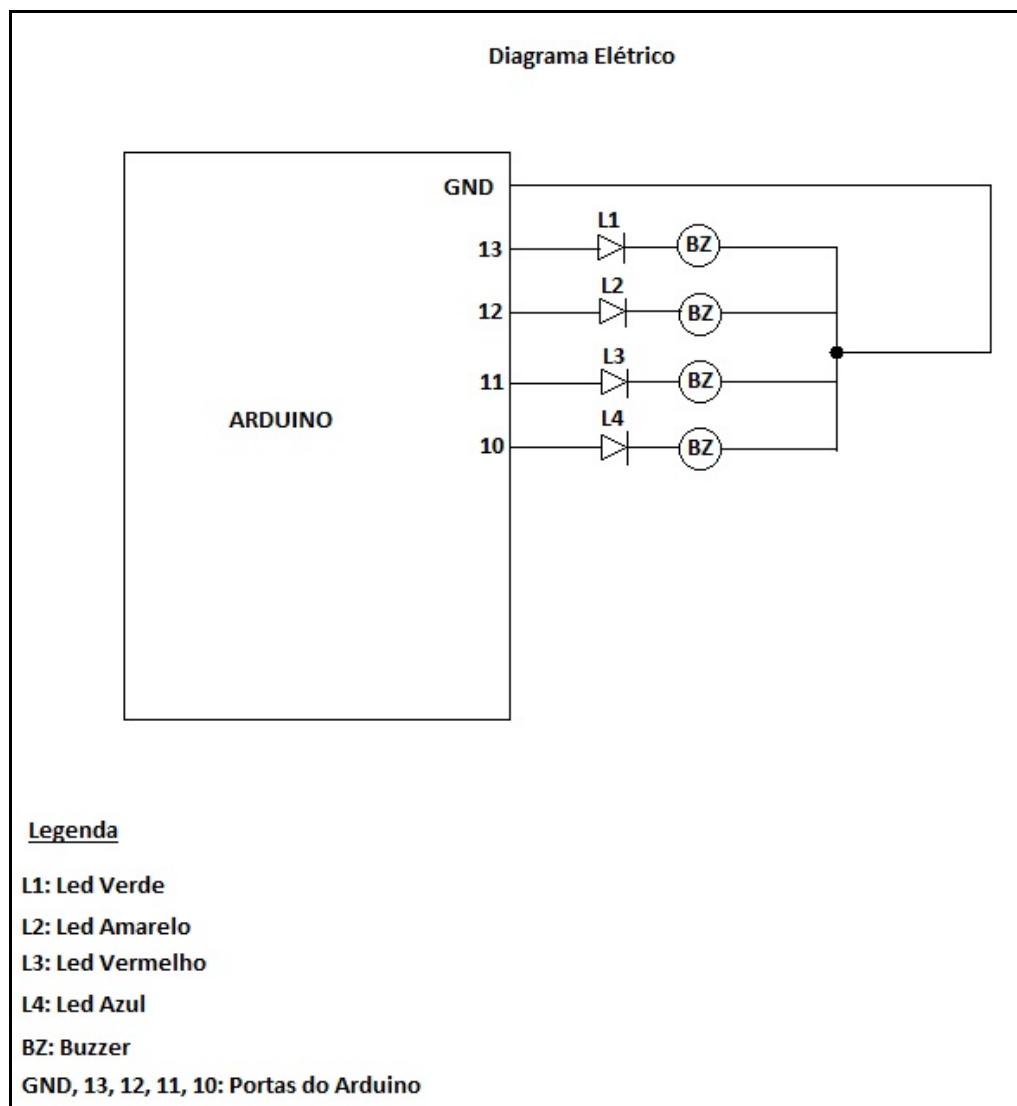 Diagrama Elétrico
GND
L1
13
BZ
L2
12
BZ
L3
11
BZ
ARDUINO
L4
10
BZ
Legenda
L1: Led Verde
L2: Led Amarelo
L3: Led Vermelho
L4: Led Azul
BZ: Buzzer
GND, 13, 12, 11, 10: Portas do Arduino